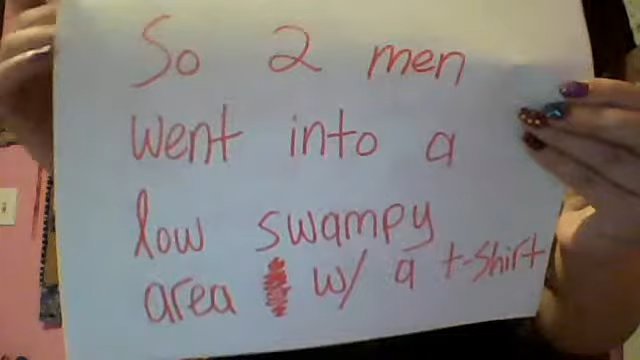 So 2 men
went into a
low swampy
area w/ a t-shirt